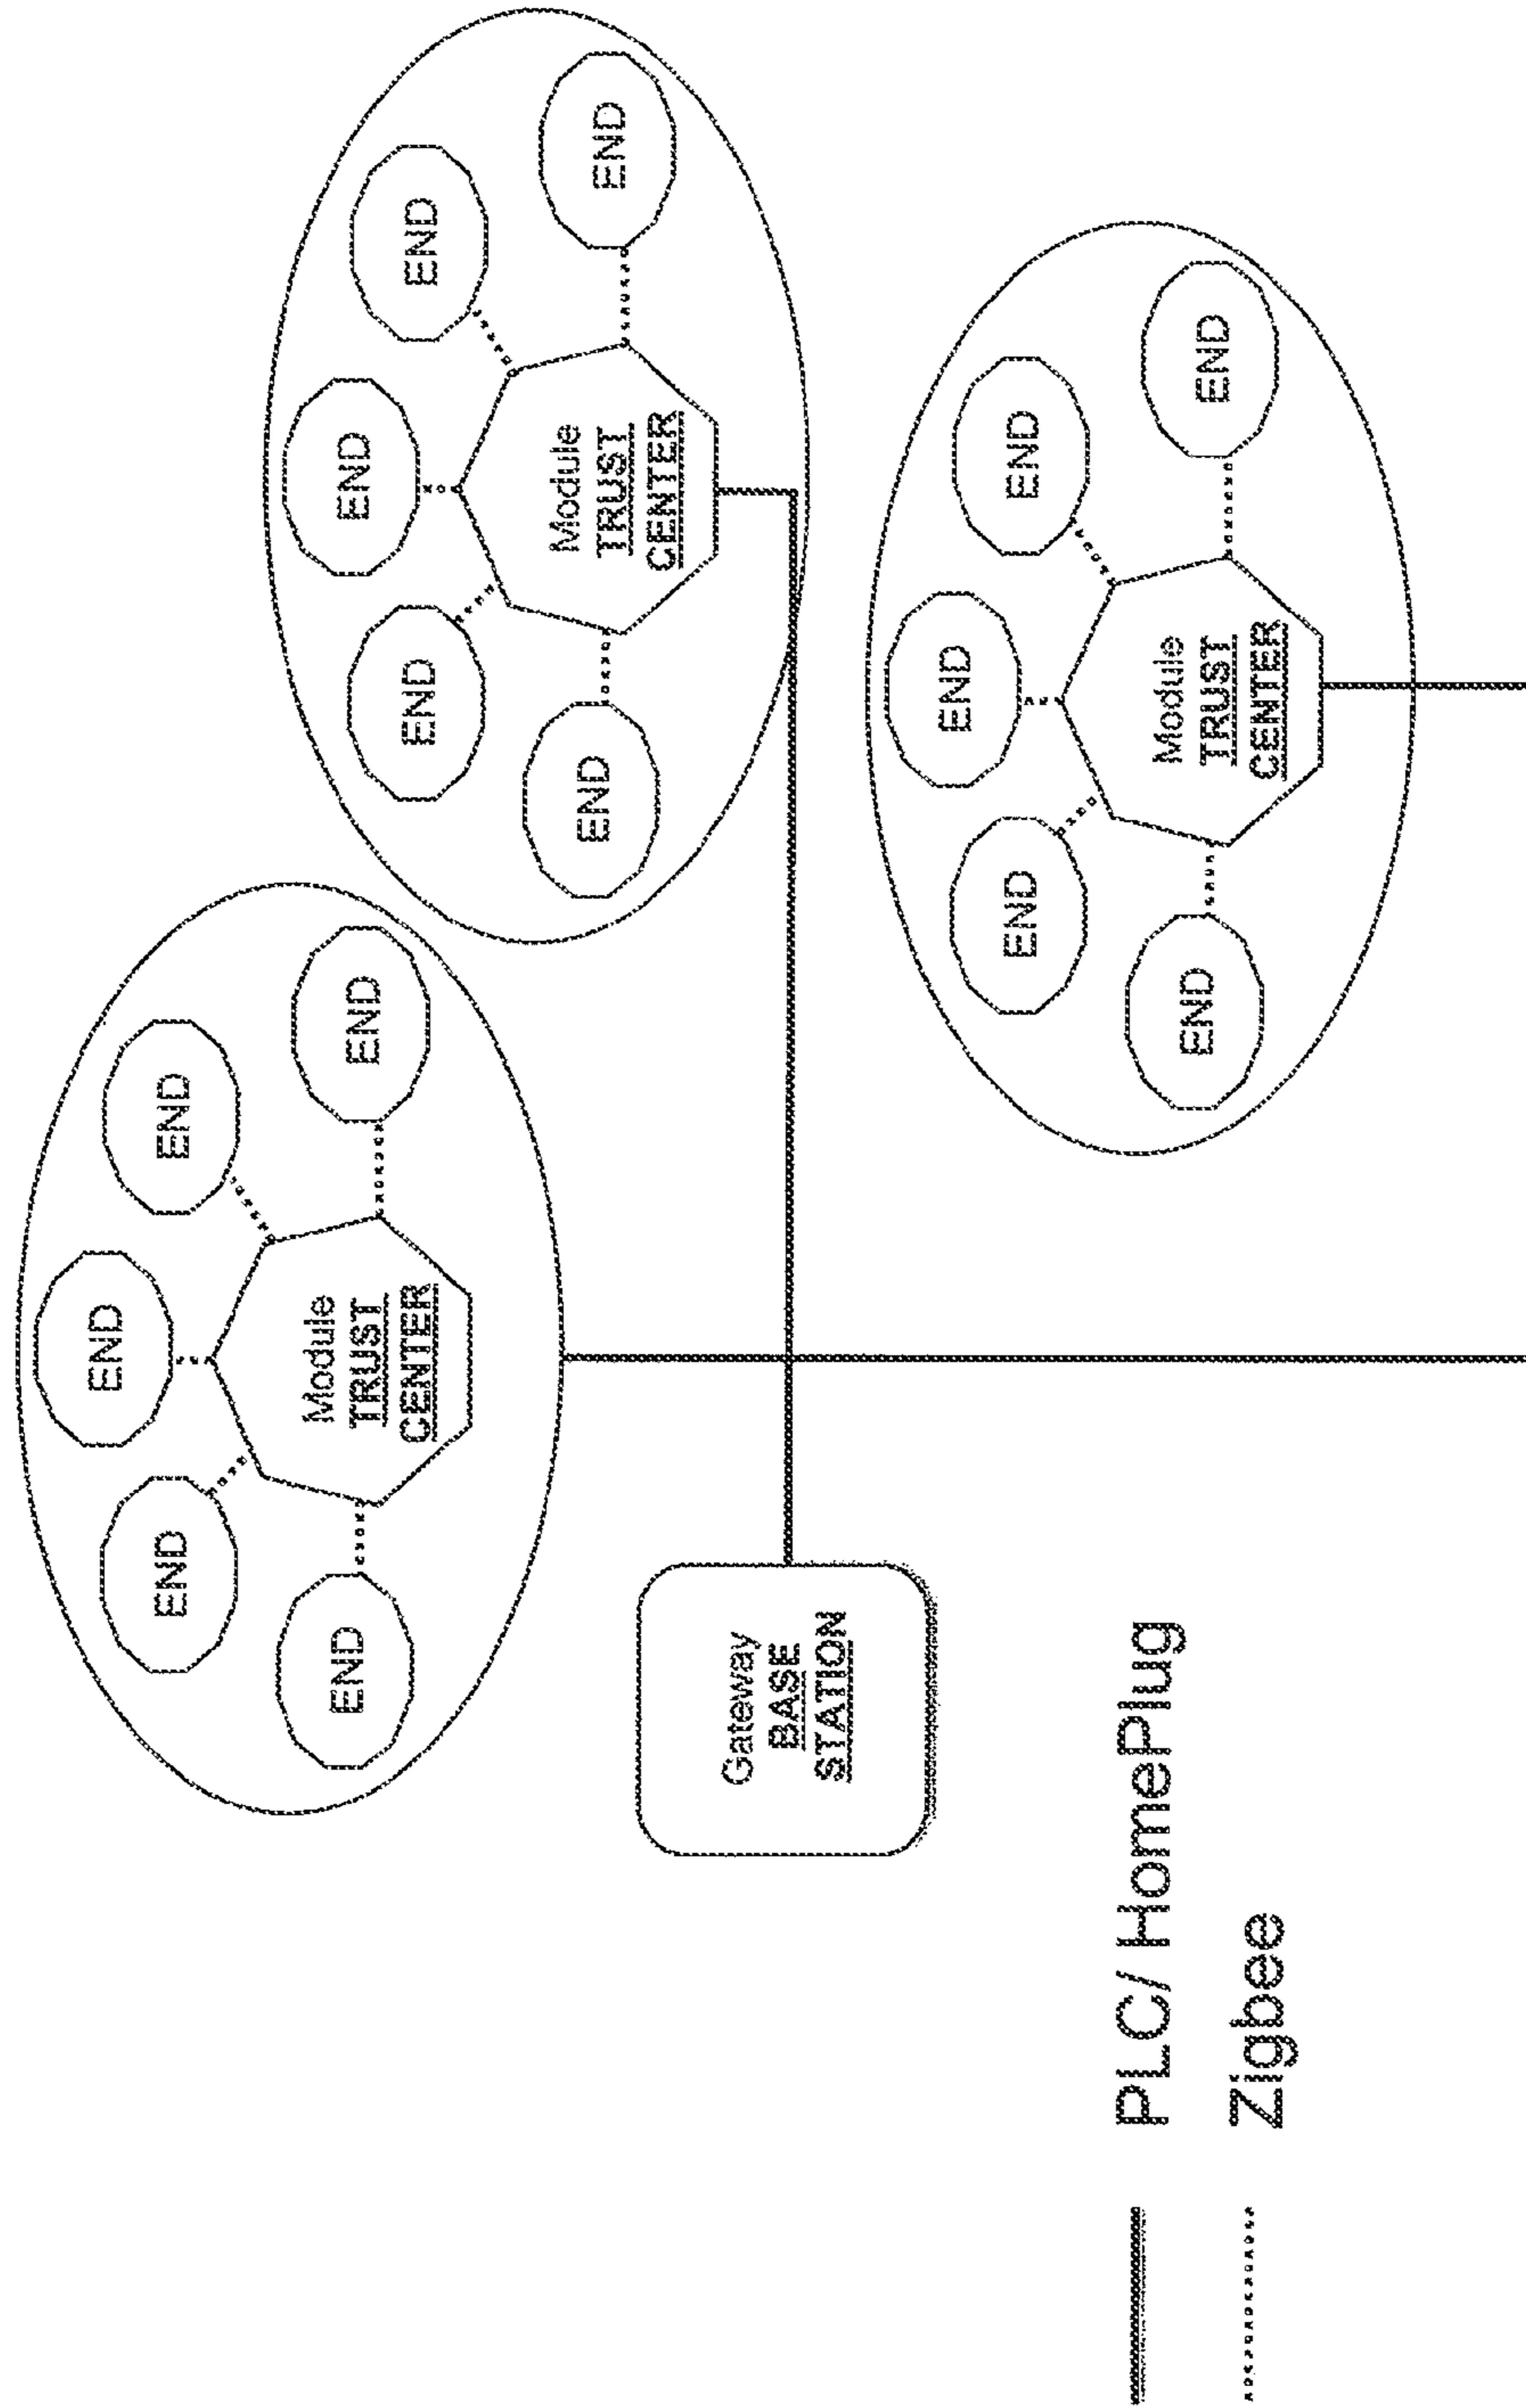 END
END
END
END
END
Module
TRUST
CENTER
END
END
END
END
END
Module
TRUST
CENTER
Gateway
BASE
STATION
END
END
END
END
END
Module
TRUST
CENTER
PLC/ HomePlug
Zigbee